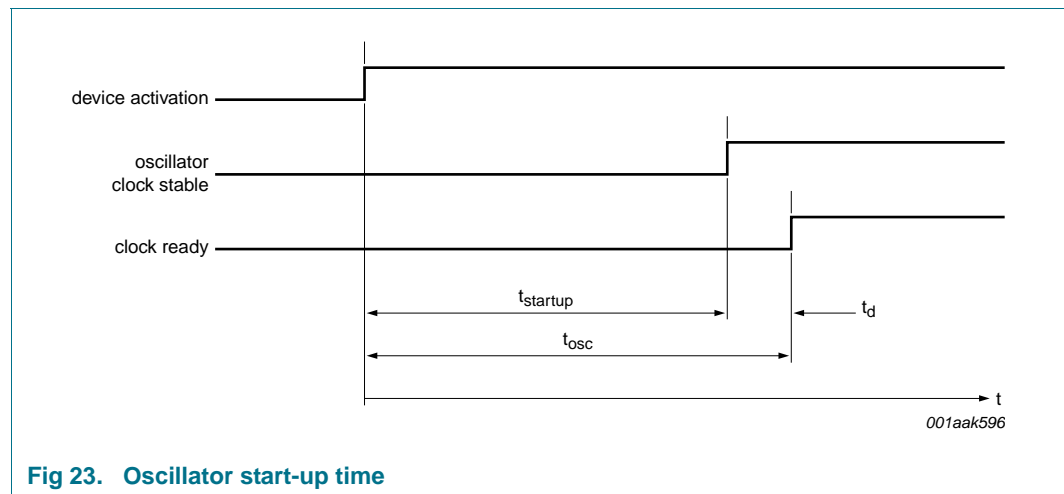 device activation
oscillator
clock stable
clock ready
tstartup
td
tosc
t
001aak596
Fig 23. Oscillator start-up time